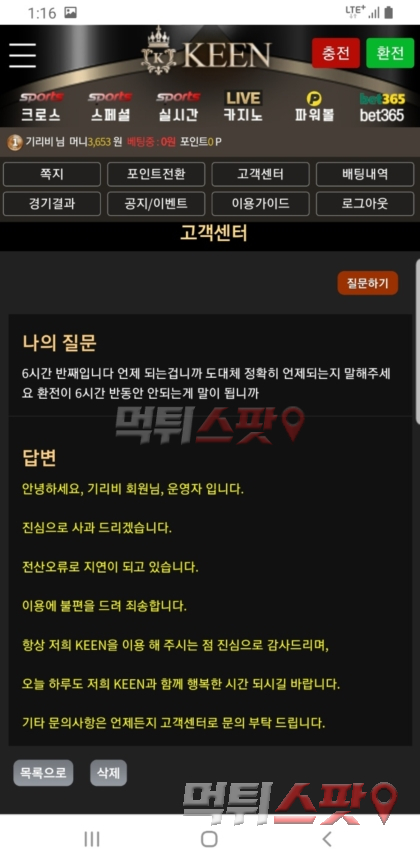 1:16 LTE+
KEEN 충전 환전
sports sports sports LIVE P bet365
크로스 스페셜 실시간 카지노 파워볼 bet365
1 기리비 님 머니3,653 원 베팅중 : 0원 포인트0 P
쪽지 포인트전환 고객센터 배팅내역
경기결과 공지/이벤트 이용가이드 로그아웃
고객센터
질문하기
나의 질문
6시간 반째입니다 언제 되는겁니까 도대체 정확히 언제되는지 말해주세
요 환전이 6시간 반동안 안되는게 말이 됩니까
먹튀스팟
답변
안녕하세요, 기리비 회원님, 운영자 입니다.
진심으로 사과 드리겠습니다.
전산오류로 지연이 되고 있습니다.
이용에 불편을 드려 죄송합니다.
항상 저희 KEEN을 이용 해 주시는 점 진심으로 감사드리며,
오늘 하루도 저희 KEEN과 함께 행복한 시간 되시길 바랍니다.
기타 문의사항은 언제든지 고객센터로 문의 부탁 드립니다.
목록으로 삭제
먹튀스팟